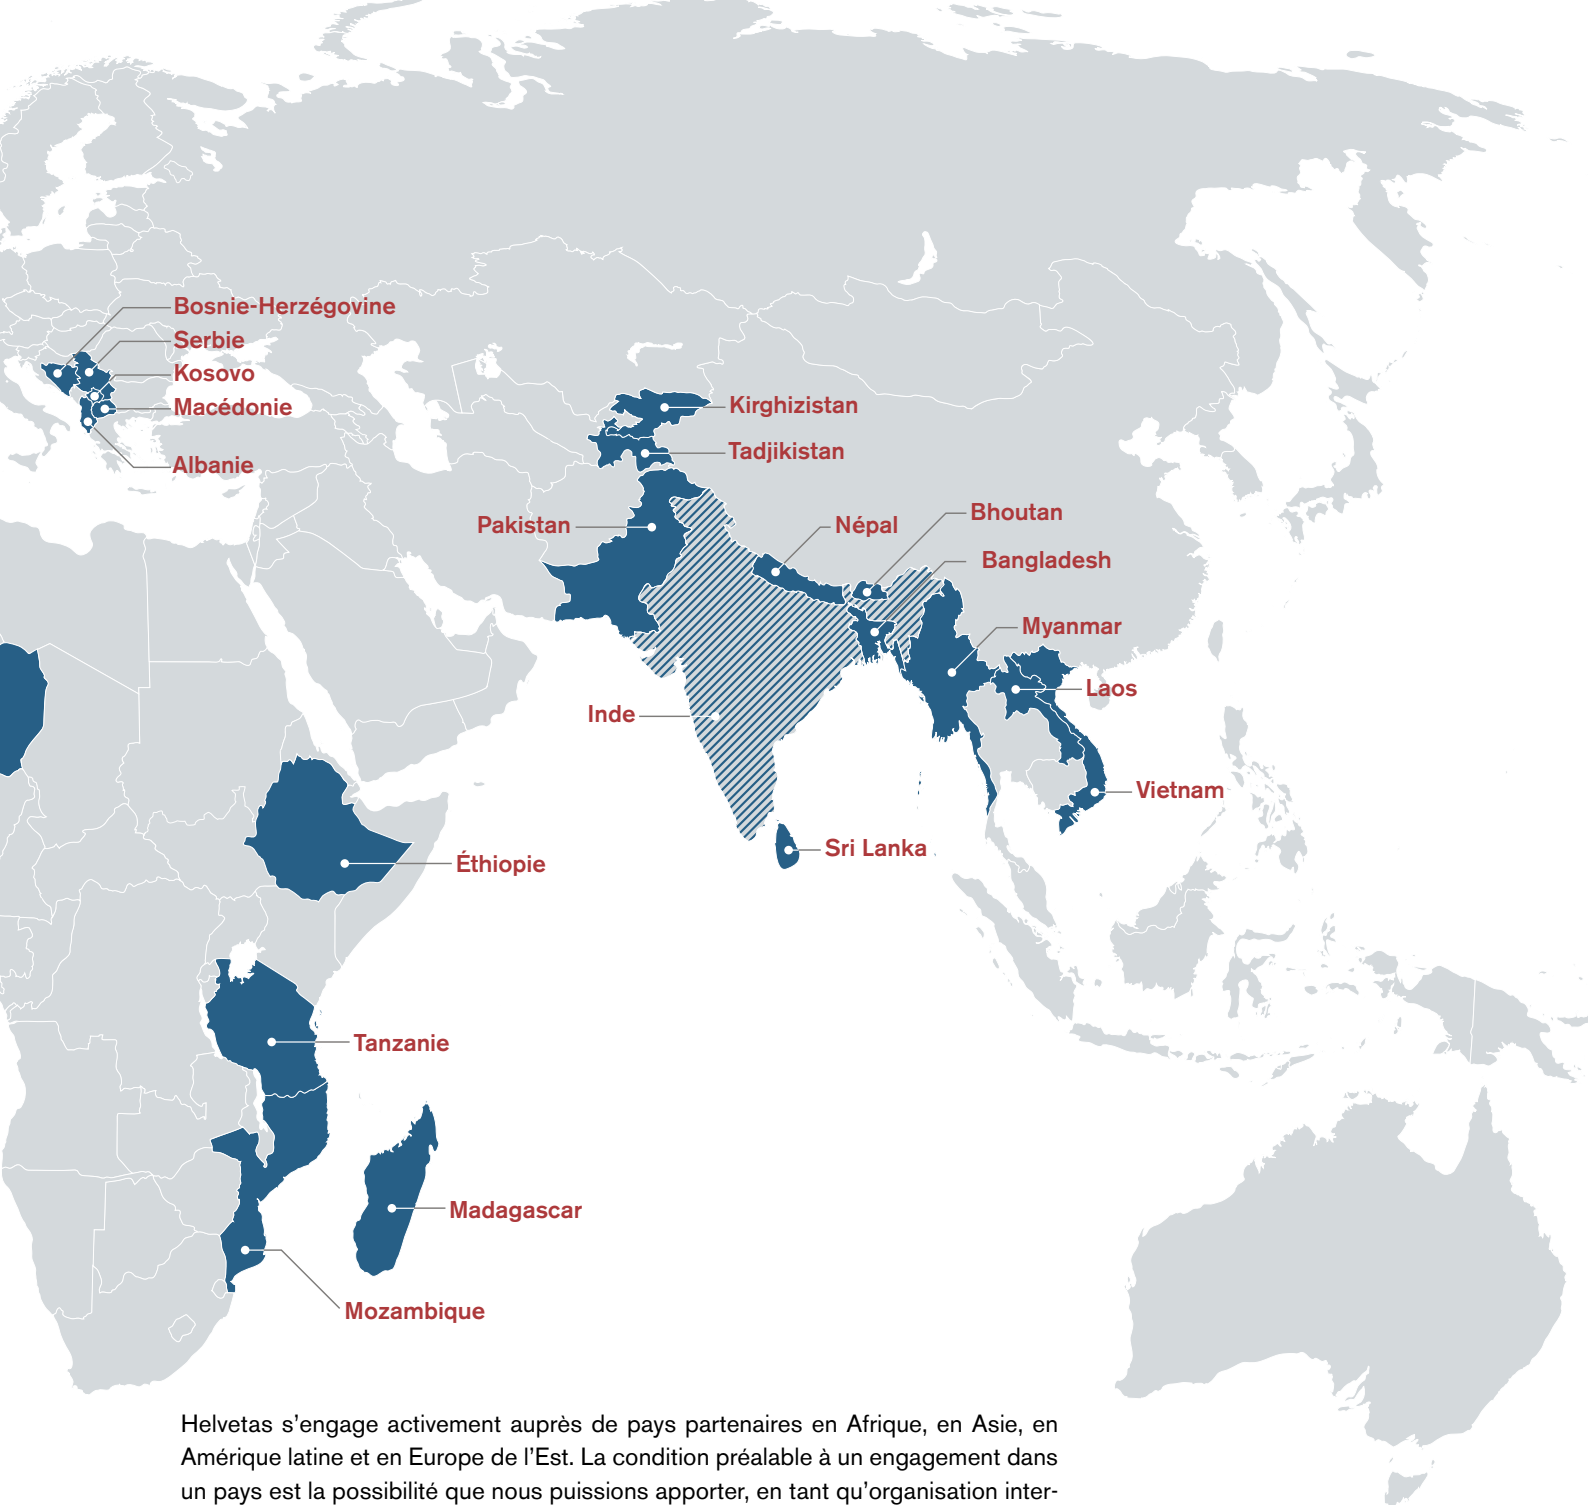 Bosnie-Herzégovine
Serbie
Kosovo
Macédonie
Albanie
Kirghizistan
Tadjikistan
Pakistan
Népal
Bhoutan
Bangladesh
Myanmar
Laos
Inde
Vietnam
Sri Lanka
Éthiopie
Tanzanie
Madagascar
Mozambique
Helvetas s’engage activement auprès de pays partenaires en Afrique, en Asie, en
Amérique latine et en Europe de l’Est. La condition préalable à un engagement dans
un pays est la possibilité que nous puissions apporter, en tant qu’organisation inter-